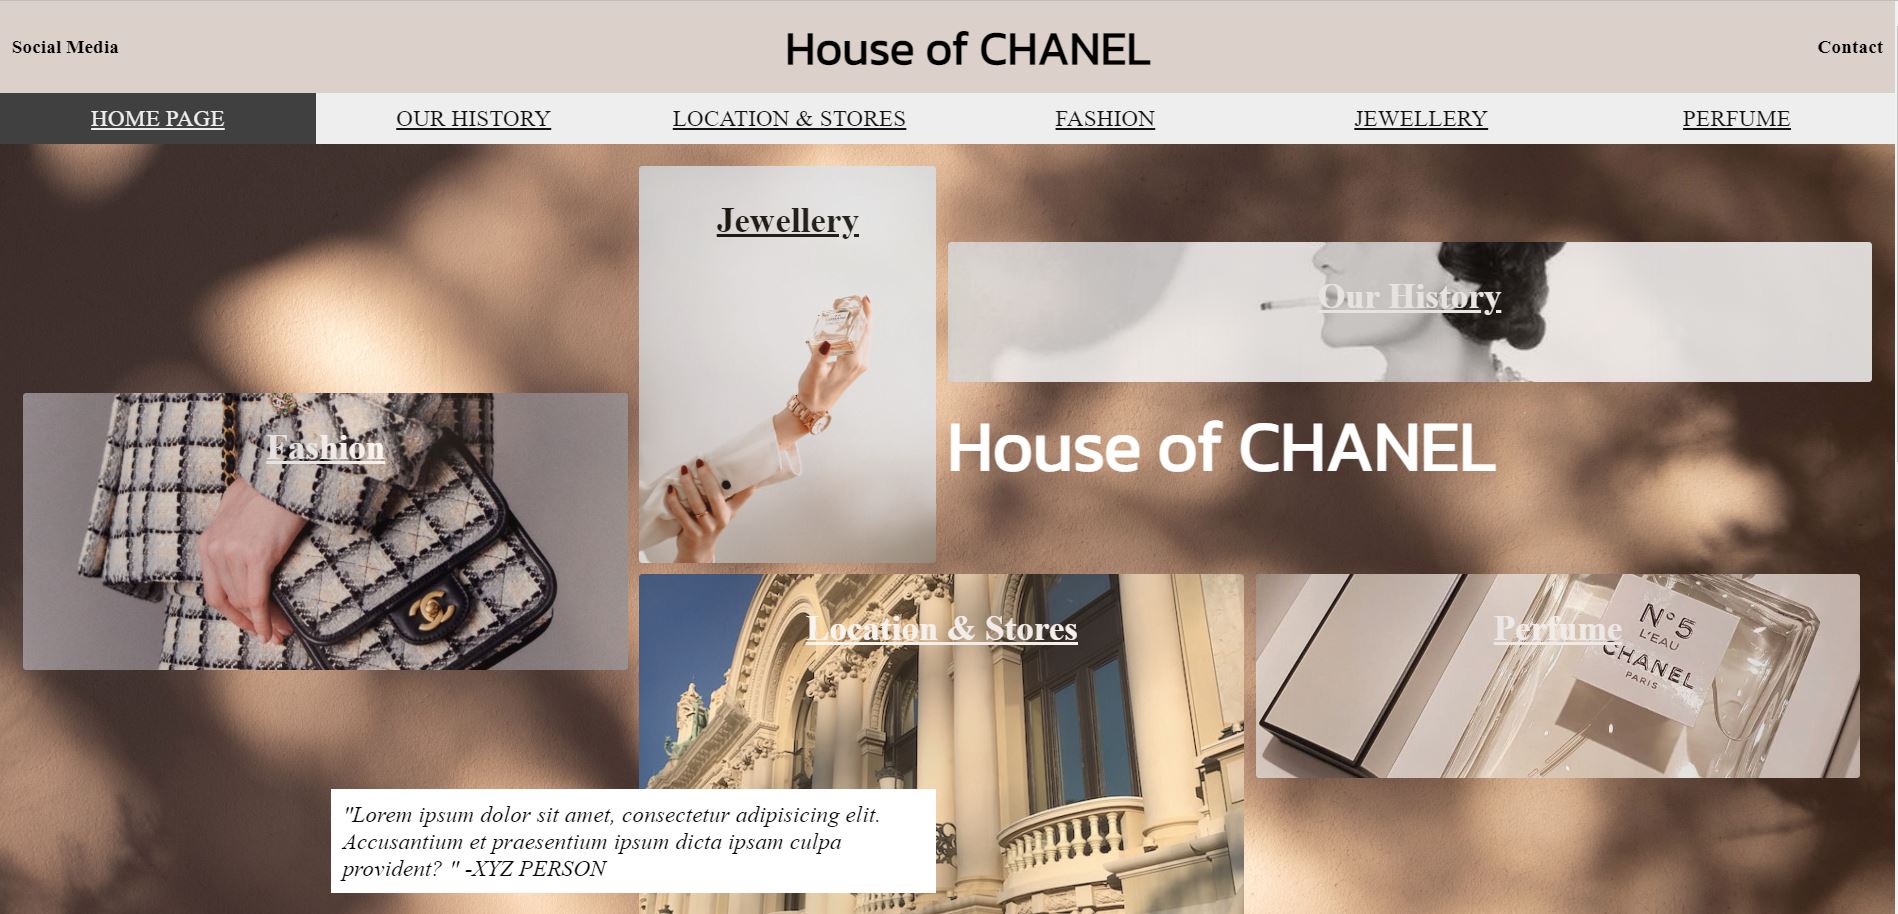 Social Media
House of CHANEL
Contact
HOME PAGE
OUR HISTORY
LOCATION & STORES
FASHION
JEWELLERY
PERFUME
Jewellery
Our History
Fashion
House of CHANEL
Location & Stores
Perfume
N°5
L'EAU
CHANEL
PARIS
"Lorem ipsum dolor sit amet, consectetur adipisicing elit.
Accusantium et praesentium ipsum dicta ipsam culpa
provident? " -XYZ PERSON